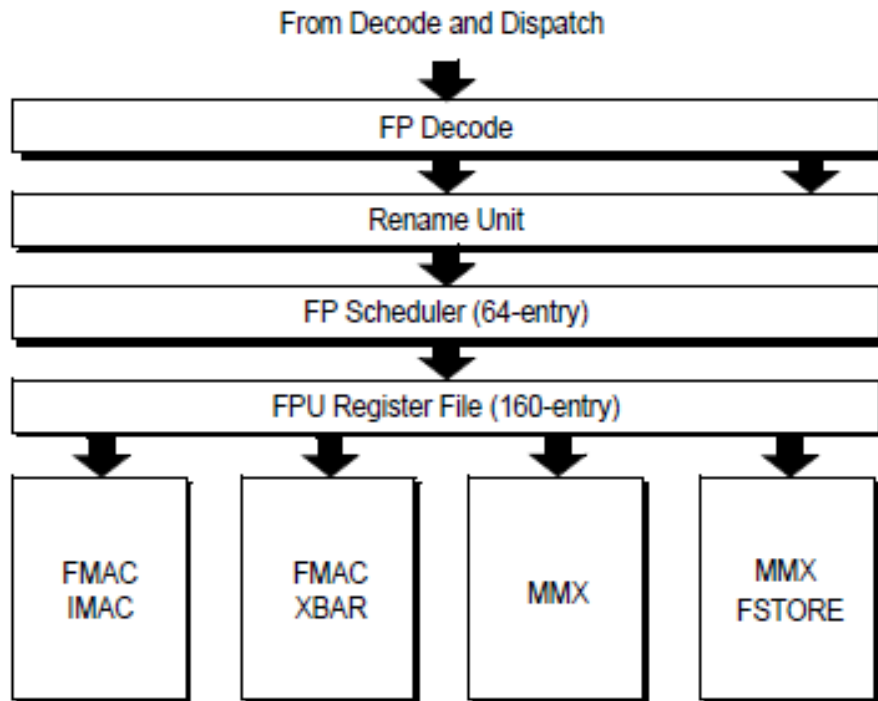 From Decode and Dispatch
FP Decode
Rename Unit
FP Scheduler (64-entry)
FPU Register File (160-entry)
FMAC
IMAC
FMAC
XBAR
MMX
MMX
FSTORE